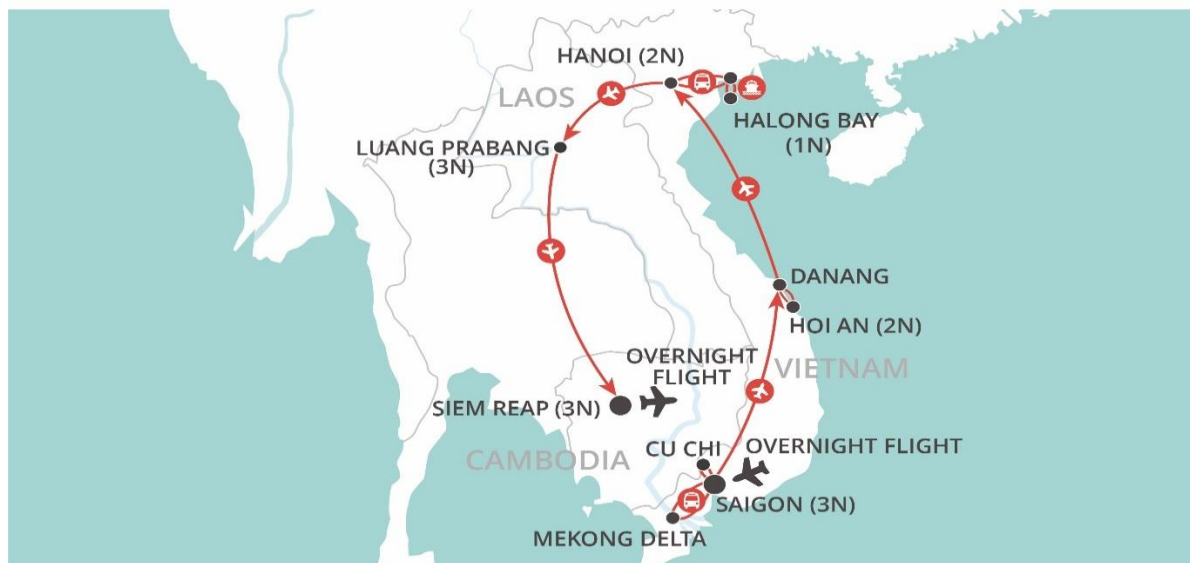 HANOI (2N)
LAOS
HALONG BAY
(1N)
LUANG PRABANG
(3N)
DANANG
HOI AN (2N)
OVERNIGHT
FLIGHT
VIETNAM
SIEM REAP (3N)
CAMBODIA
CU CHI
OVERNIGHT FLIGHT
SAIGON (3N)
MEKONG DELTA